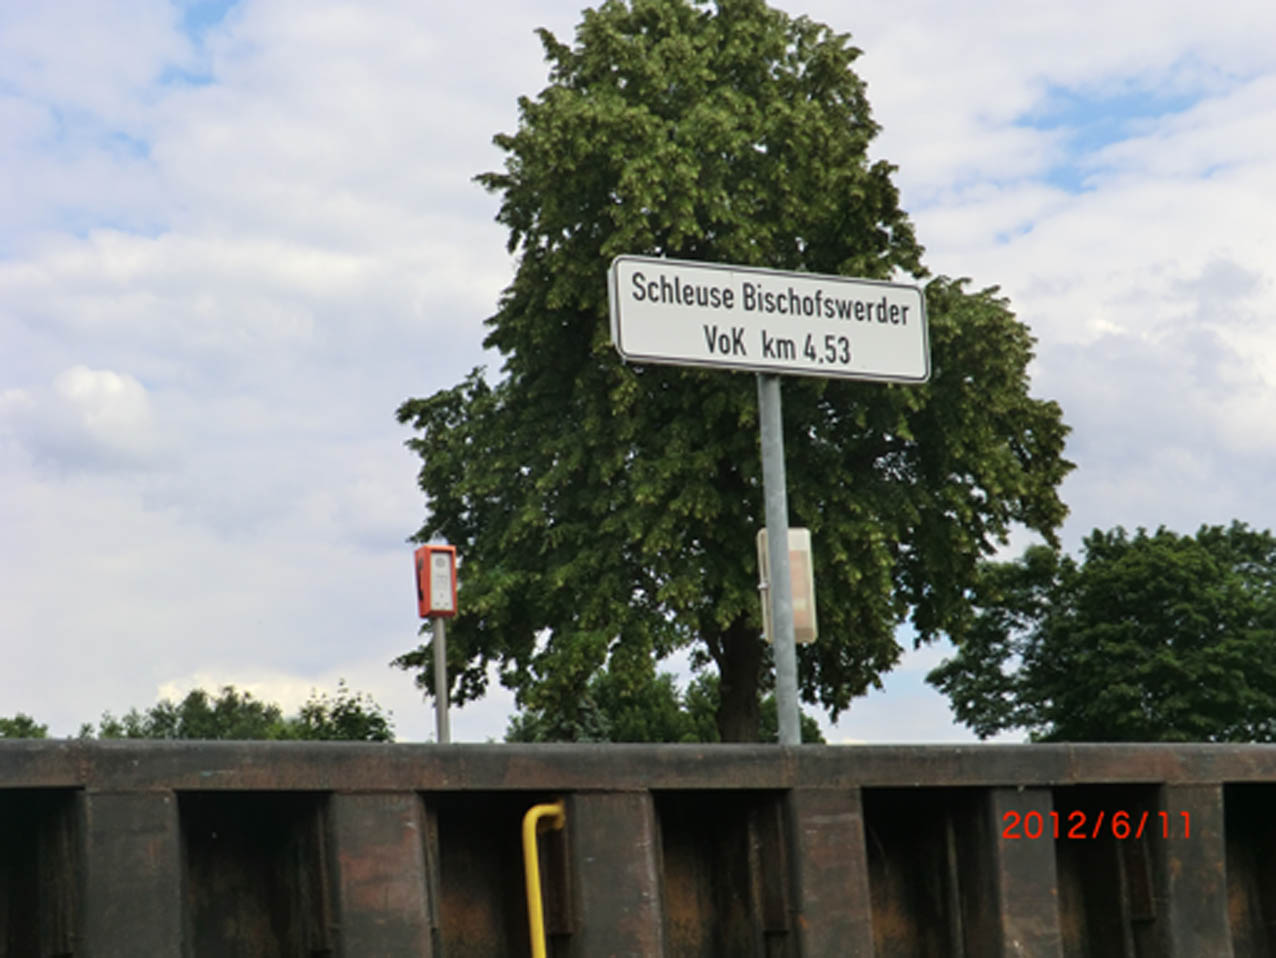 Schleuse Bischofswerder
VoK km 4.53
2012/6/11